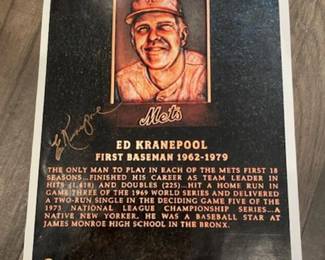 Mets
ED KRANEPOOL
FIRST BASEMAN 1962-1979
THE ONLY MAN TO PLAY IN EACH OF THE METS FIRST 18
SEASONS...FINISHED HIS CAREER AS TEAM LEADER IN
HITS (1,418) AND DOUBLES (225)...HIT A HOME RUN IN
GAME THREE OF THE 1969 WORLD SERIES AND DELIVERED
A TWO-RUN SINGLE IN THE DECIDING GAME FIVE OF THE
1973 NATIONAL LEAGUE CHAMPIONSHIP SERIES...A
NATIVE NEW YORKER, HE WAS A BASEBALL STAR AT
JAMES MONROE HIGH SCHOOL IN THE BRONX.